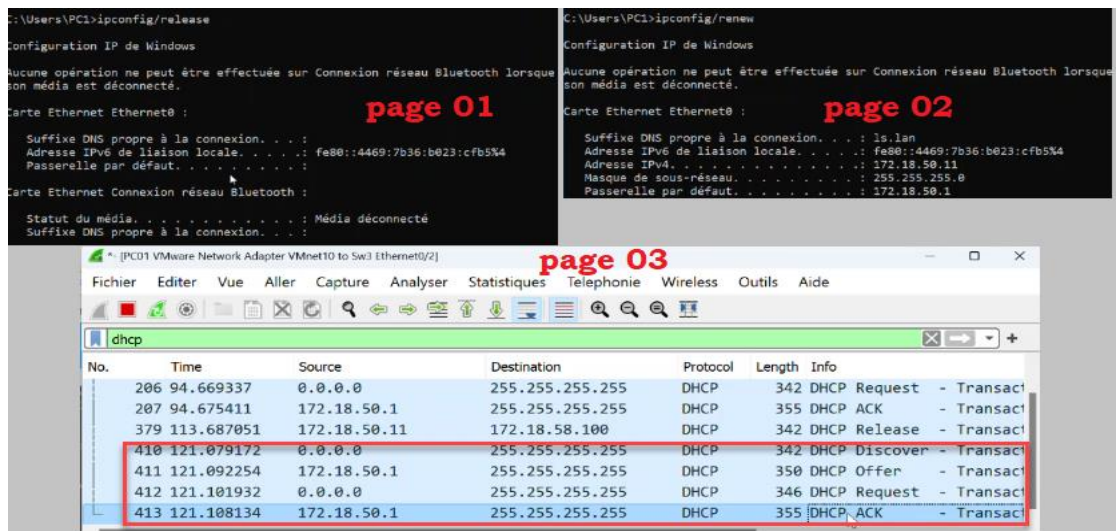 C:\Users\PC1>ipconfig/release
Configuration IP de Windows
Aucune opération ne peut être effectuée sur Connexion réseau Bluetooth lorsque
son média est déconnecté.
page 01
Carte Ethernet Ethernet0 :
Suffixe DNS propre à la connexion. . . :
Adresse IPv6 de liaison locale. . . . .: fe80::4469:7b36:b023:cfb5%4
Passerelle par défaut. . . . . . . . . :
Carte Ethernet Connexion réseau Bluetooth :
Statut du média. . . . . . . . . . . . : Média déconnecté
Suffixe DNS propre à la connexion. . . :
C:\Users\PC1>ipconfig/renew
Configuration IP de Windows
Aucune opération ne peut être effectuée sur Connexion réseau Bluetooth lorsque
son média est déconnecté.
page 02
Carte Ethernet Ethernet0 :
Suffixe DNS propre à la connexion. . . : ls.lan
Adresse IPv6 de liaison locale. . . . .: fe80::4469:7b36:b023:cfb5%4
Adresse IPv4. . . . . . . . . . . . . .: 172.18.50.11
Masque de sous-réseau. . . . . . . . . : 255.255.255.0
Passerelle par défaut. . . . . . . . . : 172.18.50.1
*- [PC01 VMware Network Adapter VMnet10 to Sw3 Ethernet0/2]
page 03
Fichier Editer Vue Aller Capture Analyser Statistiques Telephonie Wireless Outils Aide
dhcp
No. Time Source Destination Protocol Length Info
206 94.669337 0.0.0.0 255.255.255.255 DHCP 342 DHCP Request - Transact
207 94.675411 172.18.50.1 255.255.255.255 DHCP 355 DHCP ACK - Transact
379 113.687051 172.18.50.11 172.18.58.100 DHCP 342 DHCP Release - Transact
410 121.079172 0.0.0.0 255.255.255.255 DHCP 342 DHCP Discover - Transact
411 121.092254 172.18.50.1 255.255.255.255 DHCP 350 DHCP Offer - Transact
412 121.101932 0.0.0.0 255.255.255.255 DHCP 346 DHCP Request - Transact
413 121.108134 172.18.50.1 255.255.255.255 DHCP 355 DHCP ACK - Transact